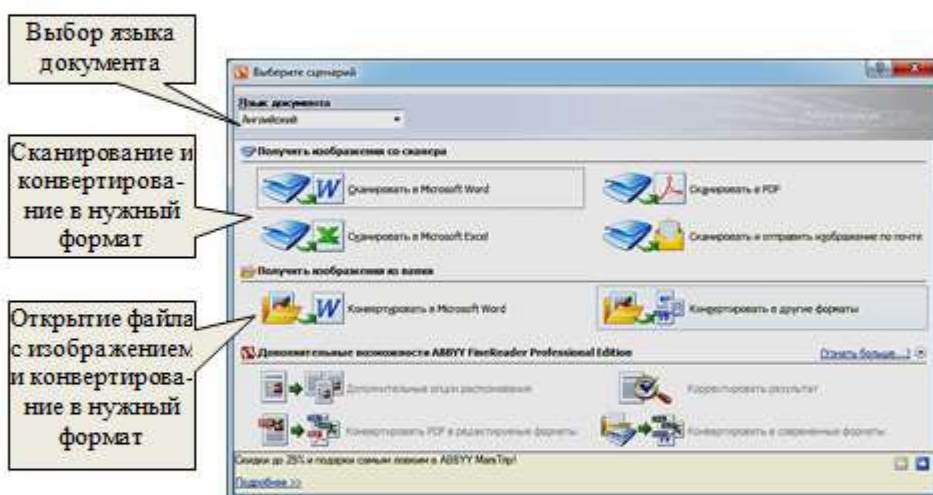 Выбор языка
документа
Сканирование и
конвертирова-
ние в нужный
формат
Открытие файла
с изображением
и конвертирова-
ние в нужный
формат
Выберите сценарий
Язык документа
Английский
Получить изображения со сканера
Сканировать в Microsoft Word
Сканировать в PDF
Сканировать в Microsoft Excel
Сканировать и отправить изображение по почте
Получить изображения из папки
Конвертировать в Microsoft Word
Конвертировать в другие форматы
Дополнительные возможности ABBYY FineReader Professional Edition
Узнать больше...
Дополнительные опции распознавания
Корректировать результат
Конвертировать PDF в редактируемые форматы
Конвертировать в современные форматы
Скидки до 25% и подарки самым ловким в ABBYY MarsTrip!
Подробнее >>